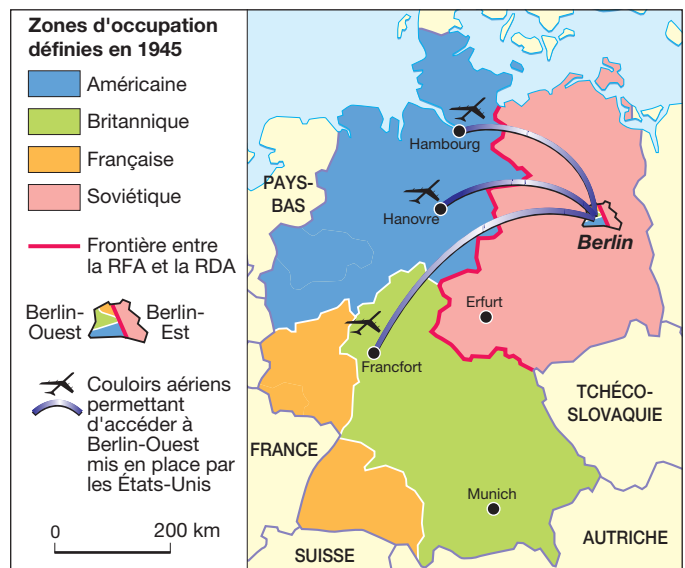 Zones d'occupation
définies en 1945
Américaine
Britannique
Française
Soviétique
Frontière entre
la RFA et la RDA
Berlin-
Ouest
Berlin-
Est
Couloirs aériens
permettant
d'accéder à
Berlin-Ouest
mis en place par
les États-Unis
0
200 km
Hambourg
PAYS-
BAS
Hanovre
Berlin
Erfurt
Francfort
TCHÉCO-
SLOVAQUIE
FRANCE
Munich
AUTRICHE
SUISSE